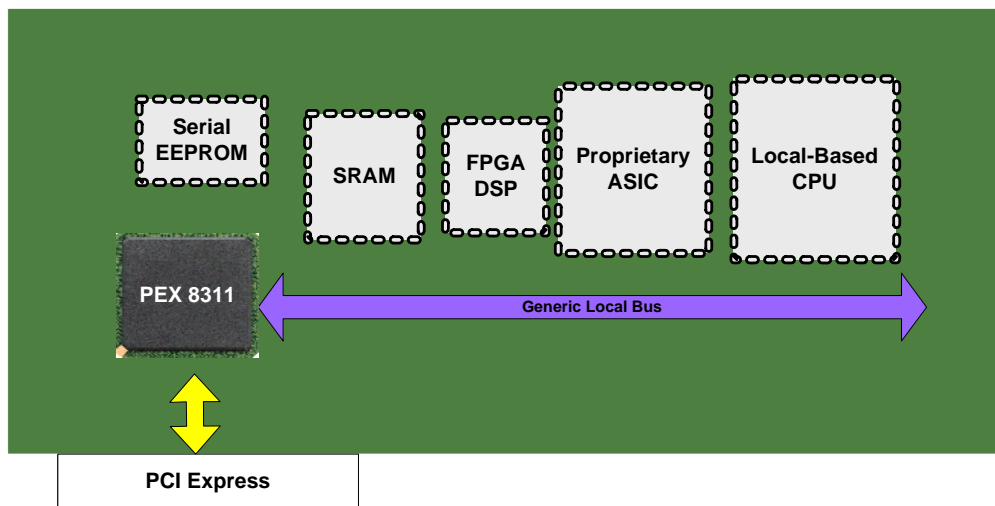 Serial
EEPROM
SRAM
FPGA
DSP
Proprietary
ASIC
Local-Based
CPU
PEX 8311
Generic Local Bus
PCI Express